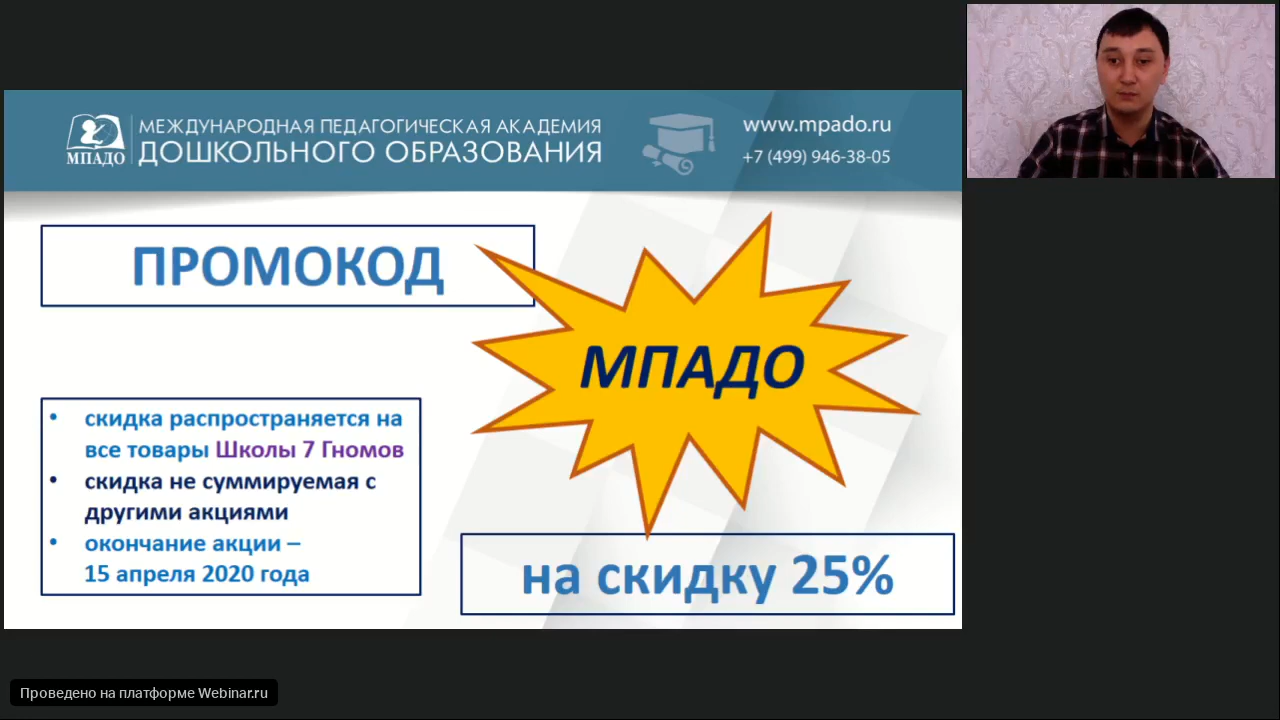 МПАДО
МЕЖДУНАРОДНАЯ ПЕДАГОГИЧЕСКАЯ АКАДЕМИЯ
ДОШКОЛЬНОГО ОБРАЗОВАНИЯ
www.mpado.ru
+7 (499) 946-38-05
ПРОМОКОД
МПАДО
• скидка распространяется на
все товары Школы 7 Гномов
• скидка не суммируемая с
другими акциями
• окончание акции –
15 апреля 2020 года
на скидку 25%
Проведено на платформе Webinar.ru